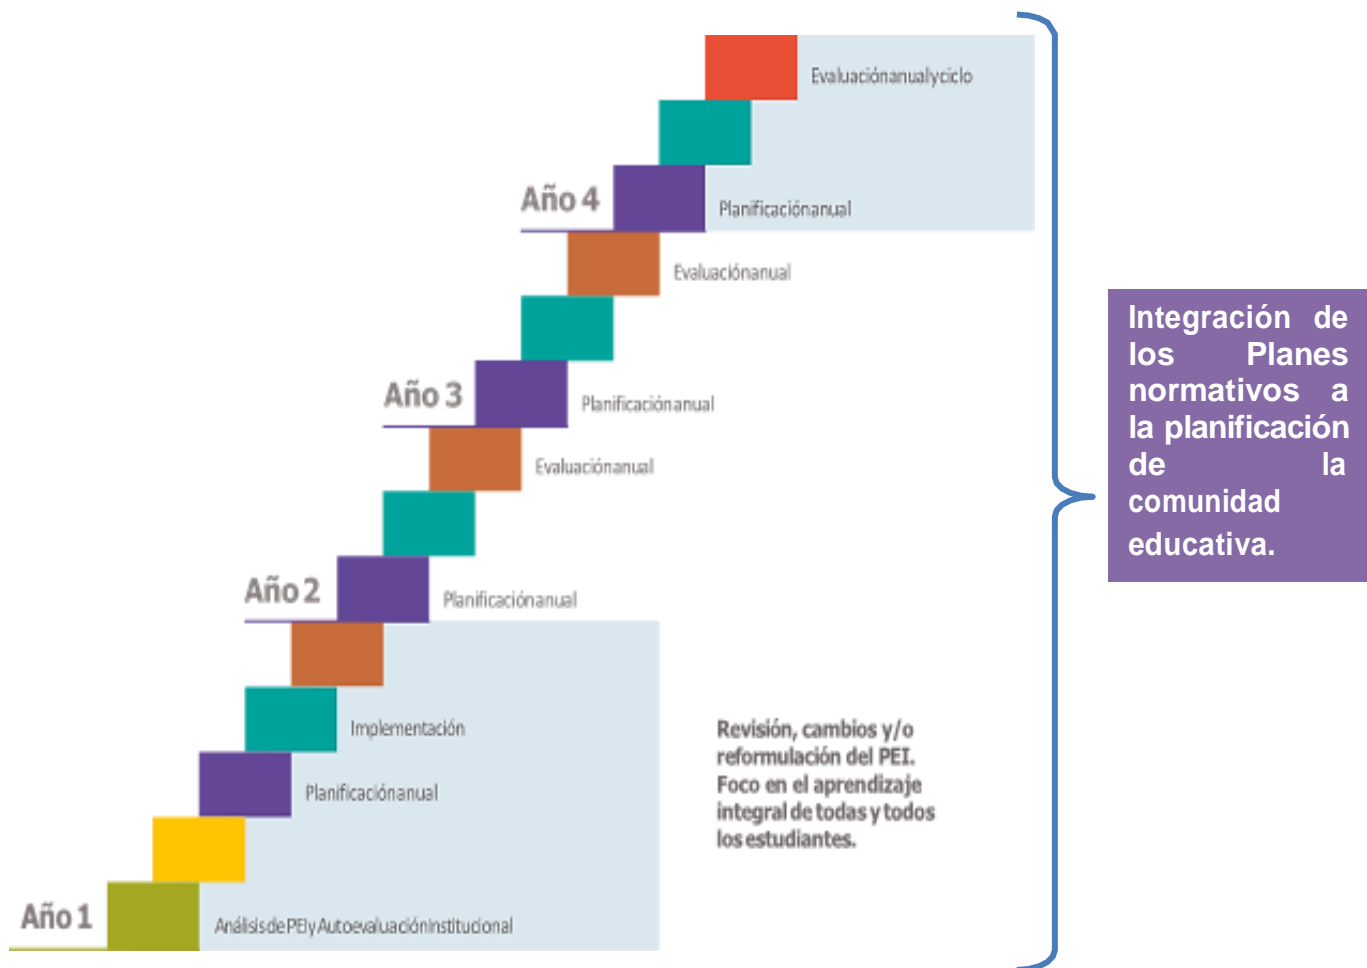 Evaluaciónanualyciclo
Año 4
Planificaciónanual
Evaluaciónanual
Año 3
Planificaciónanual
Evaluaciónanual
Año 2
Planificaciónanual
Implementación
Planificaciónanual
Año 1
AnálisisdePEIyAutoevaluaciónInstitucional
Revisión, cambios y/o
reformulación del PEI.
Foco en el aprendizaje
integral de todas y todos
los estudiantes.
Integración de
los Planes
normativos a
la planificación
de la
comunidad
educativa.